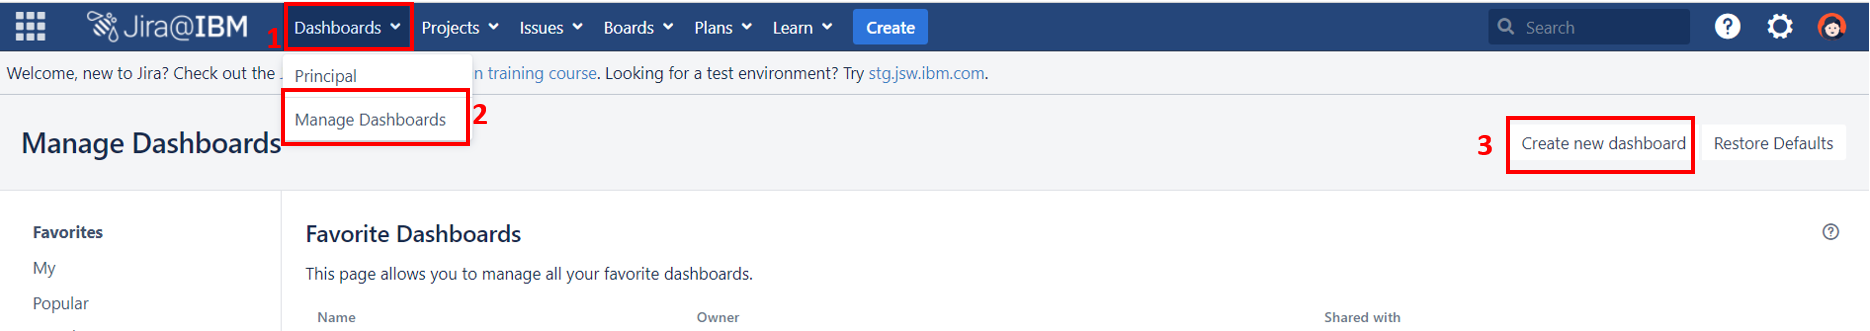 Jira@IBM
1
Dashboards Projects Issues Boards Plans Learn Create Search
Welcome, new to Jira? Check out the n training course. Looking for a test environment? Try stg.jsw.ibm.com.
Principal
Manage Dashboards
2
Manage Dashboards
3
Create new dashboard Restore Defaults
Favorites
My
Popular
Favorite Dashboards
This page allows you to manage all your favorite dashboards.
Name Owner Shared with